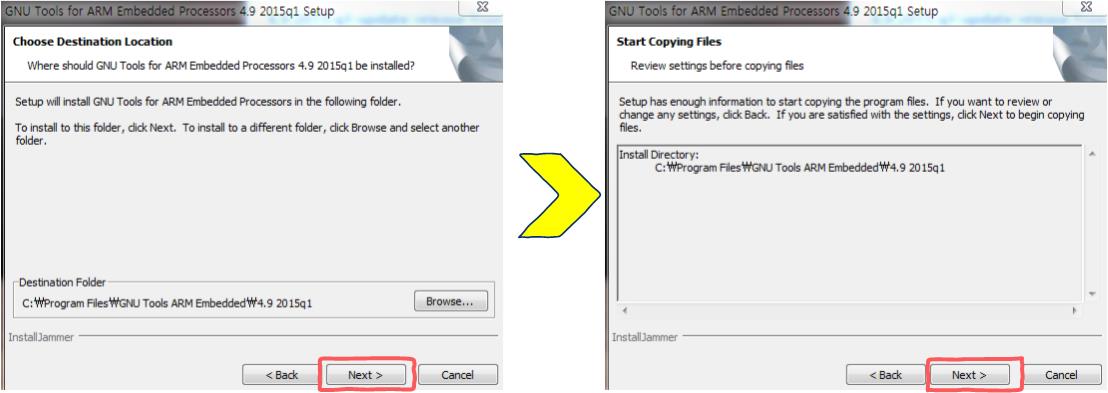 GNU Tools for ARM Embedded Processors 4.9 2015q1 Setup
Choose Destination Location
Where should GNU Tools for ARM Embedded Processors 4.9 2015q1 be installed?
Setup will install GNU Tools for ARM Embedded Processors in the following folder.
To install to this folder, click Next. To install to a different folder, click Browse and select another
folder.
Destination Folder
C:₩Program Files₩GNU Tools ARM Embedded₩4.9 2015q1
Browse...
InstallJammer
< Back
Next >
Cancel
GNU Tools for ARM Embedded Processors 4.9 2015q1 Setup
Start Copying Files
Review settings before copying files
Setup has enough information to start copying the program files. If you want to review or
change any settings, click Back. If you are satisfied with the settings, click Next to begin copying
files.
Install Directory:
C:₩Program Files₩GNU Tools ARM Embedded₩4.9 2015q1
InstallJammer
< Back
Next >
Cancel